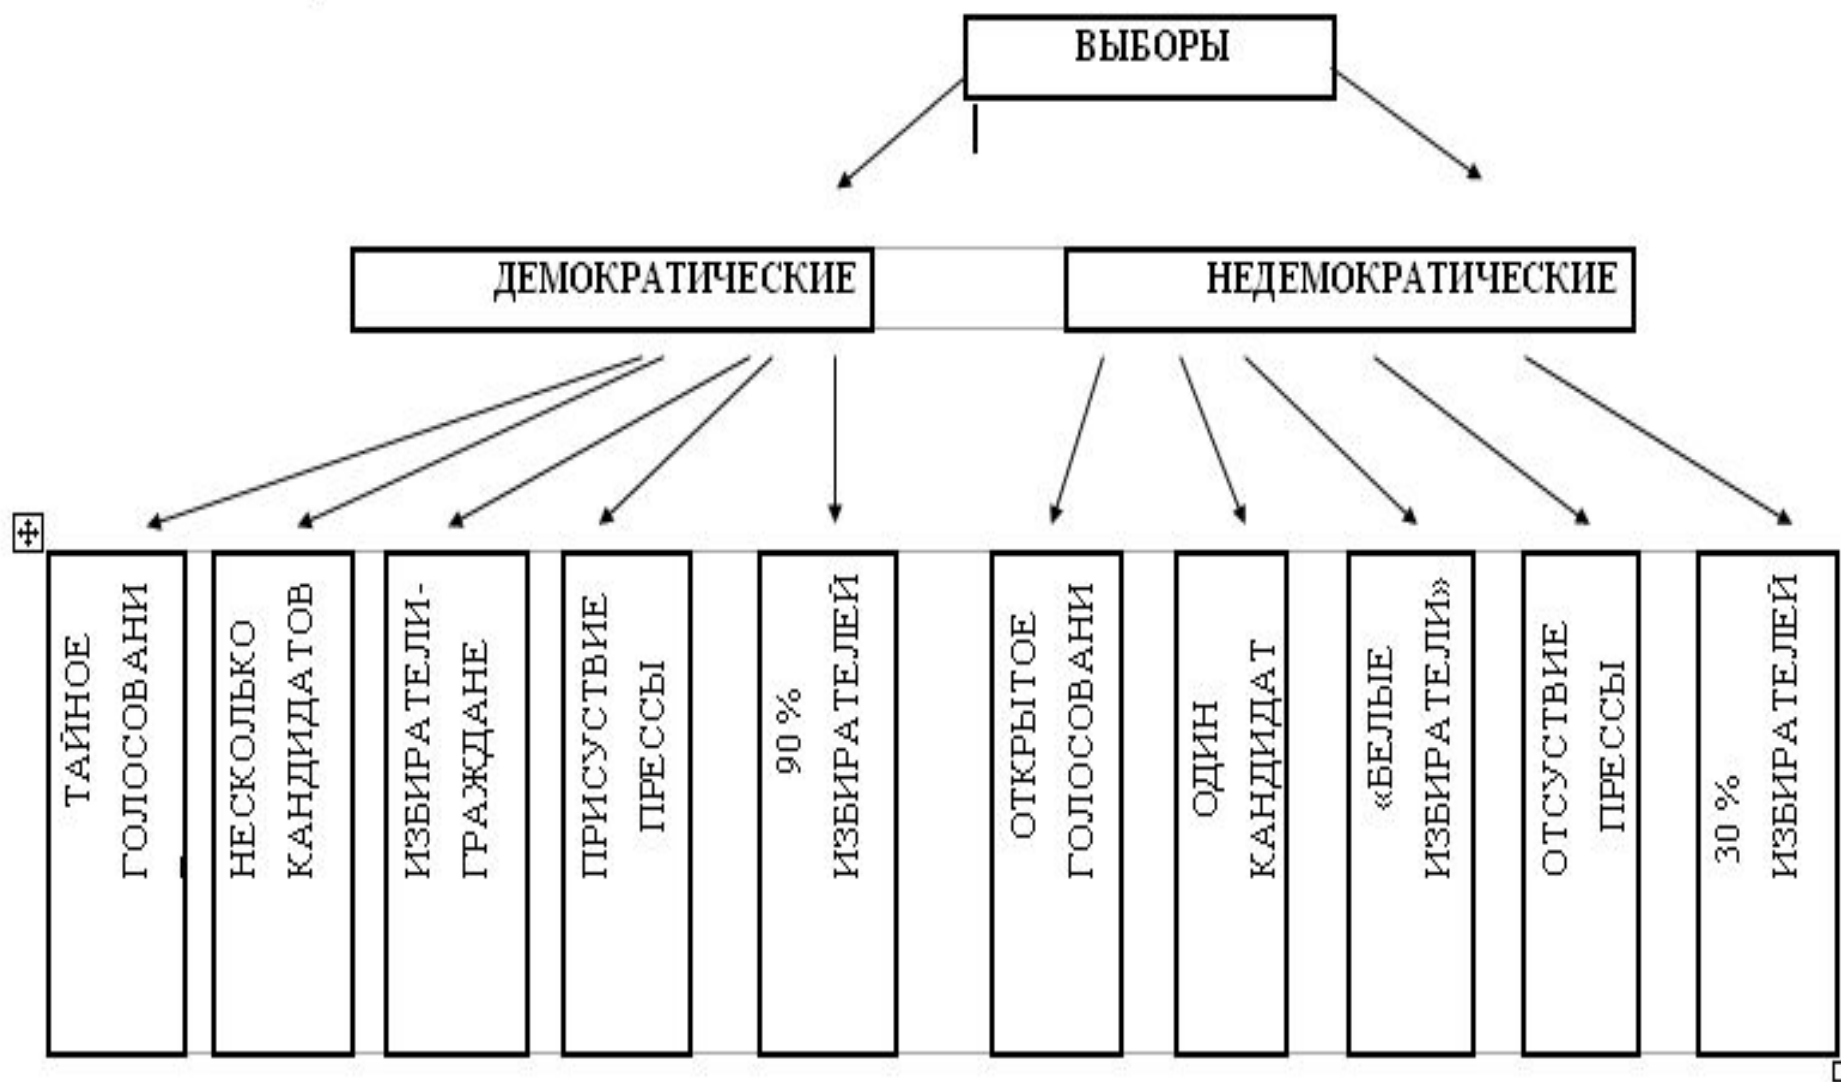 ВЫБОРЫ
ДЕМОКРАТИЧЕСКИЕ
НЕДЕМОКРАТИЧЕСКИЕ
ТАЙНОЕ
ГОЛОСОВАНИ
НЕСКОЛЬКО
КАНДИДАТОВ
ИЗБИРАТЕЛИ-
ГРАЖДАНЕ
ПРИСУСТВИЕ
ПРЕССЫ
90 %
ИЗБИРАТЕЛЕЙ
ОТКРЫТОЕ
ГОЛОСОВАНИ
ОДИН
КАНДИДАТ
«БЕЛЫЕ
ИЗБИРАТЕЛИ»
ОТСУСТВИЕ
ПРЕССЫ
30 %
ИЗБИРАТЕЛЕЙ